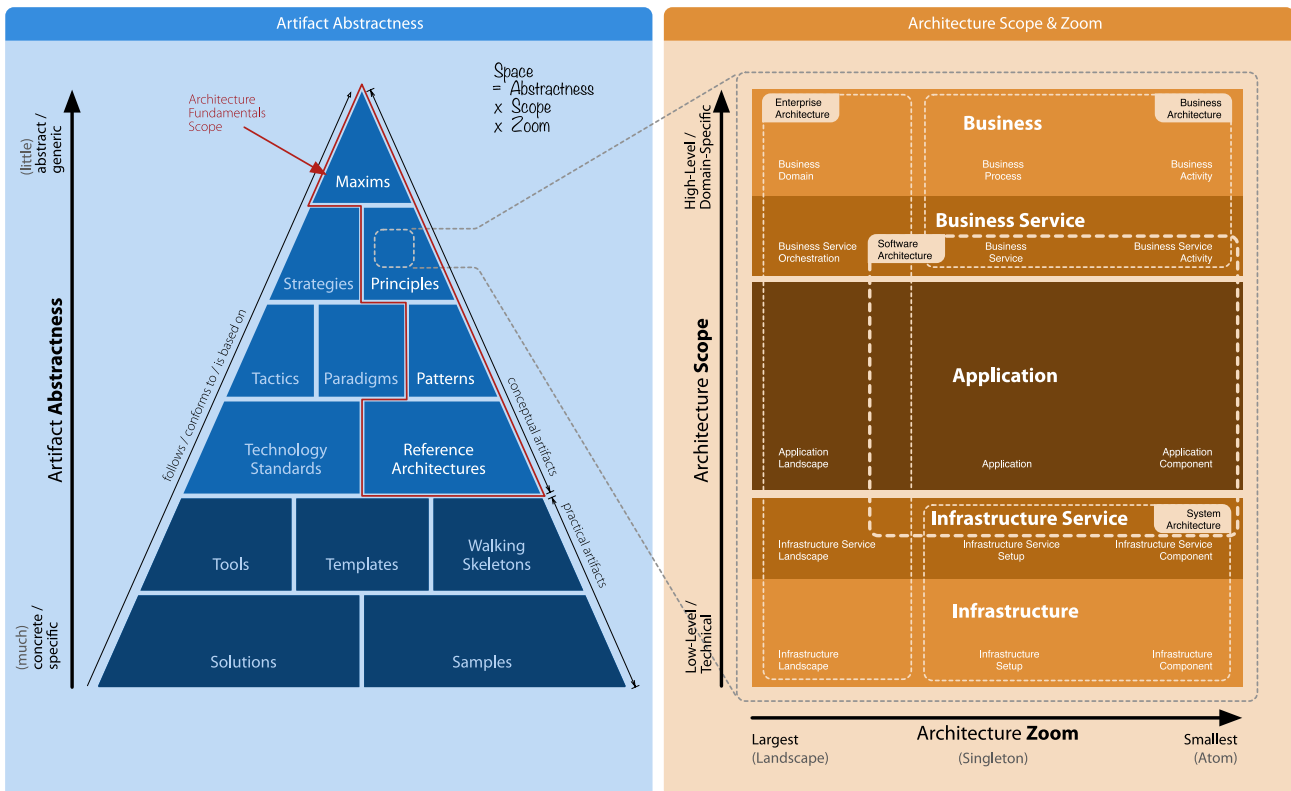 Artifact Abstractness
Space
= Abstractness
x Scope
x Zoom
Architecture
Fundamentals
Scope
(little)
abstract /
generic
Artifact Abstractness
(much)
concrete /
specific
follows / conforms to / is based on
conceptual artifacts
practical artifacts
Maxims
Strategies
Principles
Tactics
Paradigms
Patterns
Technology
Standards
Reference
Architectures
Tools
Templates
Walking
Skeletons
Solutions
Samples
Architecture Scope & Zoom
High-Level /
Domain-Specific
Architecture Scope
Low-Level /
Technical
Enterprise
Architecture
Business
Business
Architecture
Business
Domain
Business
Process
Business
Activity
Business Service
Business Service
Orchestration
Software
Architecture
Business
Service
Business Service
Activity
Application
Application
Landscape
Application
Application
Component
Infrastructure Service
System
Architecture
Infrastructure Service
Landscape
Infrastructure Service
Setup
Infrastructure Service
Component
Infrastructure
Infrastructure
Landscape
Infrastructure
Setup
Infrastructure
Component
Architecture Zoom
Largest
(Landscape)
(Singleton)
Smallest
(Atom)